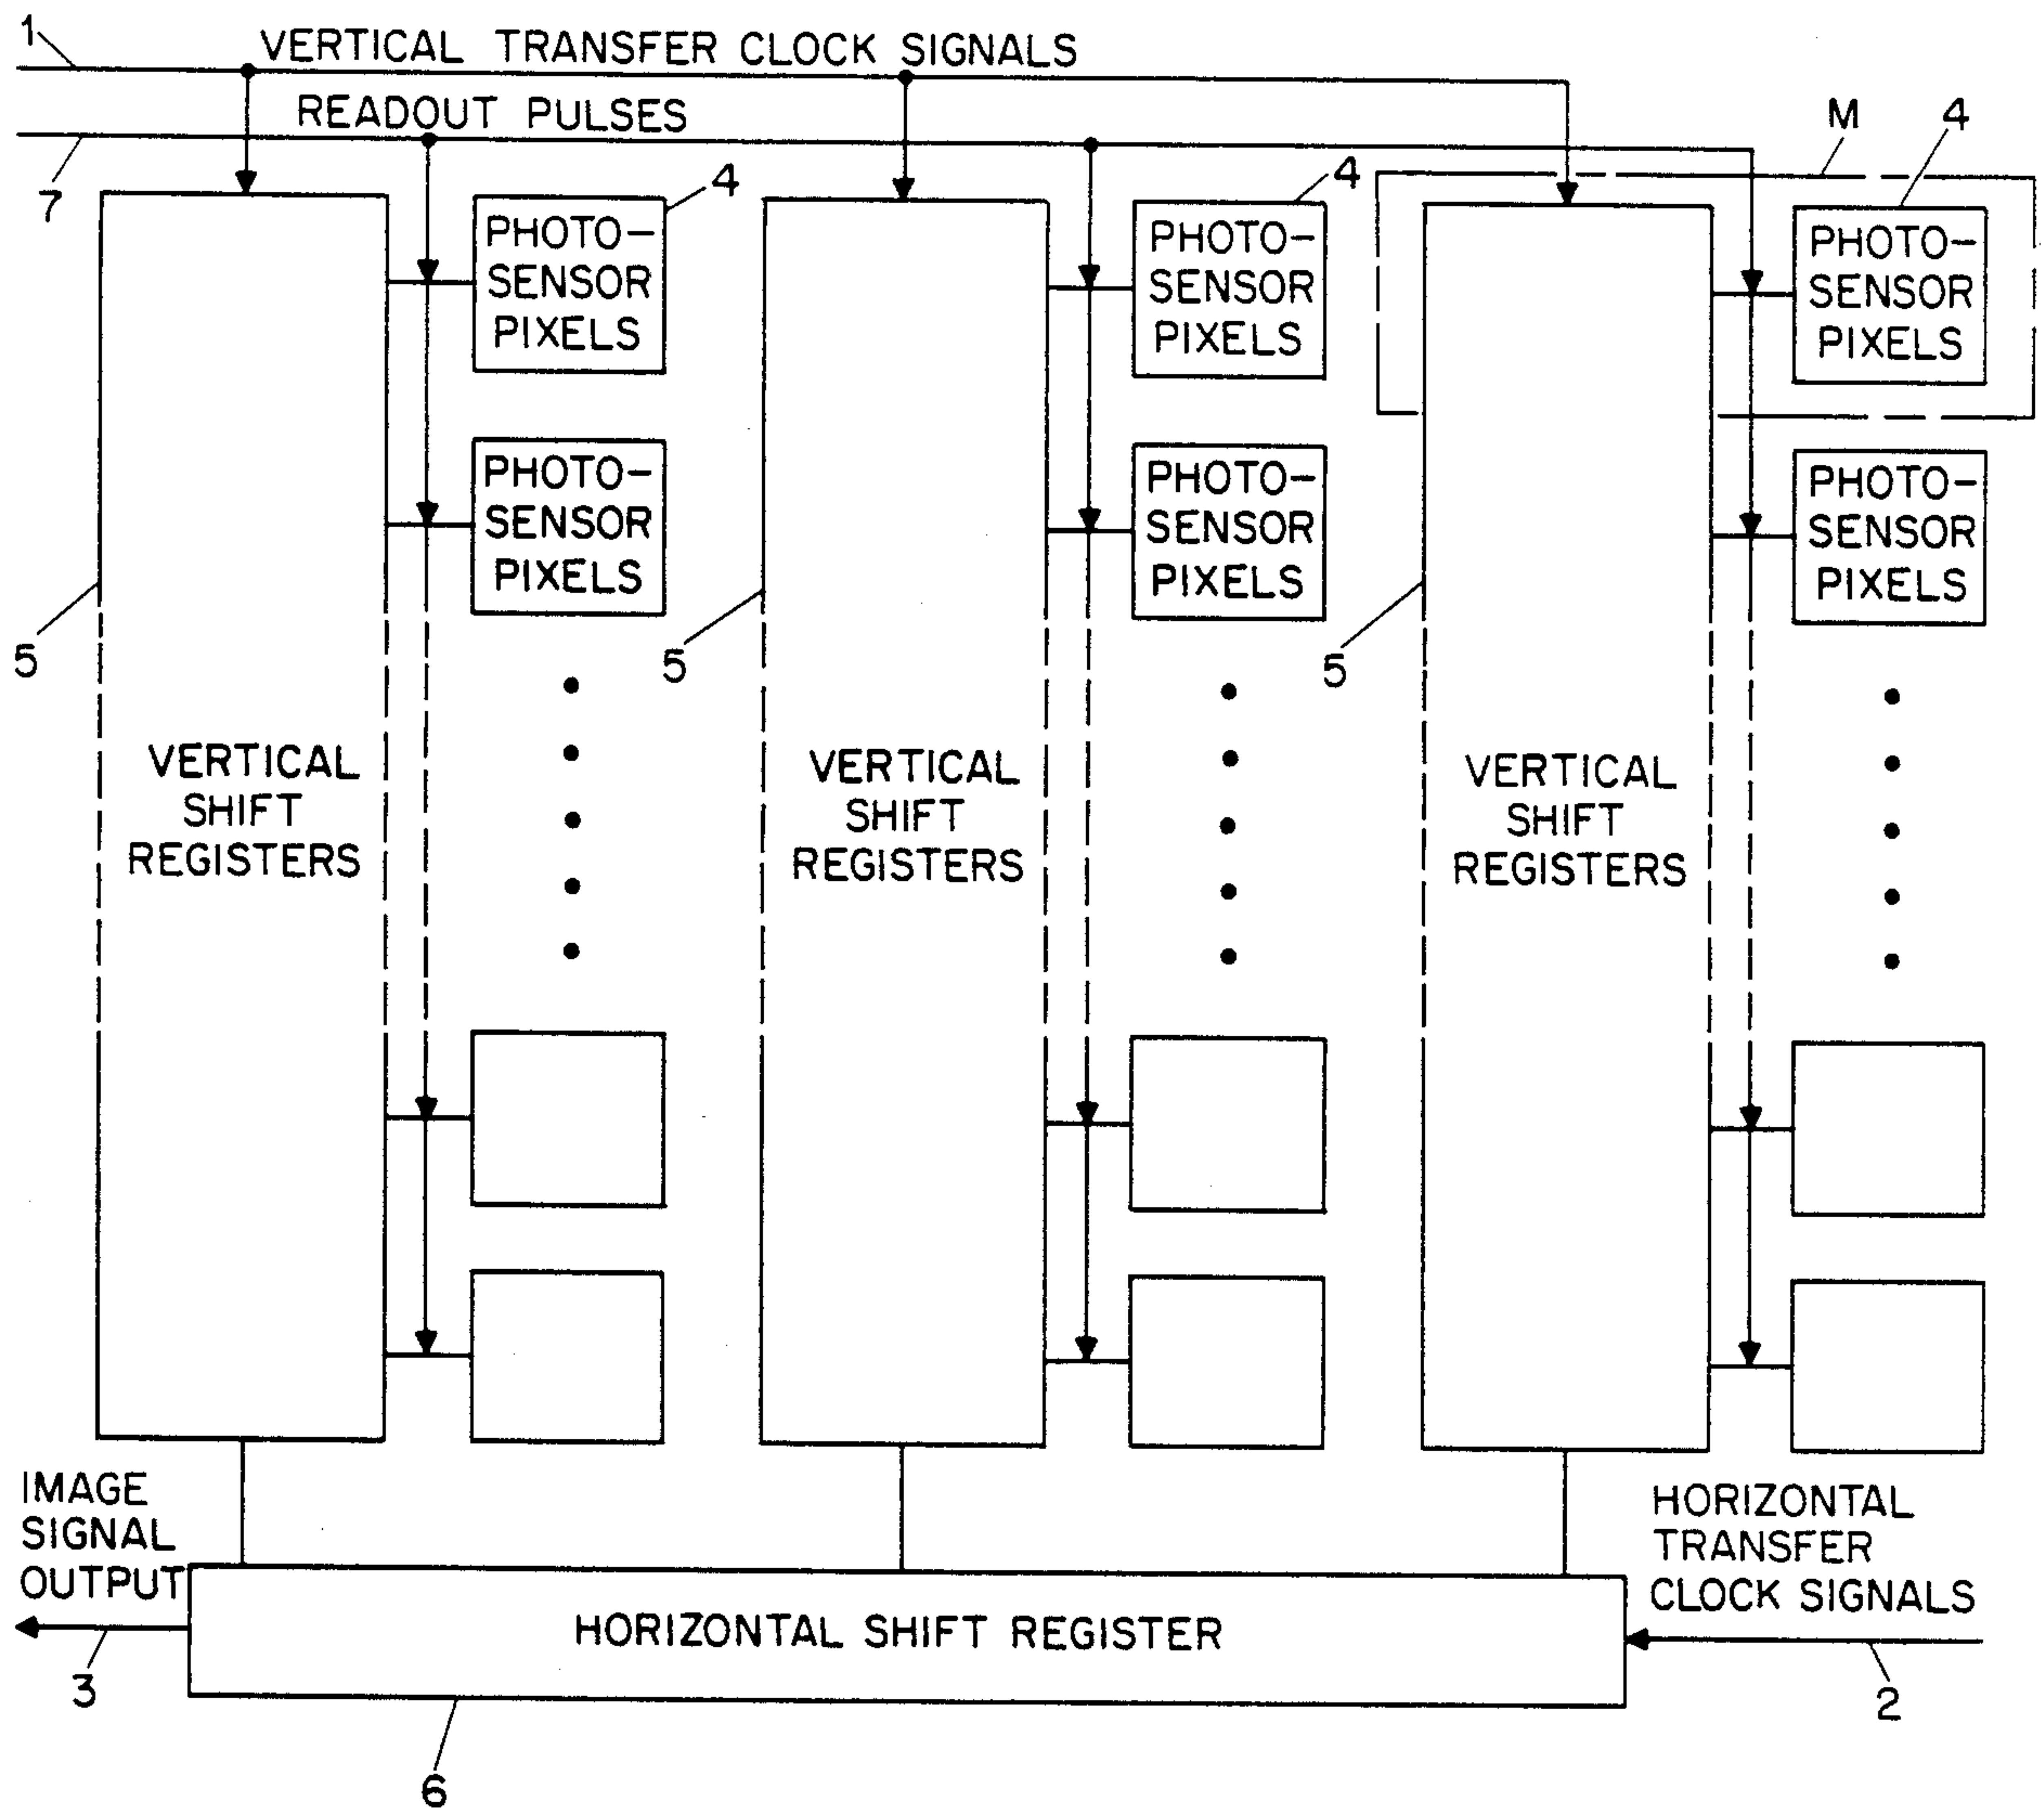 1
VERTICAL TRANSFER CLOCK SIGNALS
READOUT PULSES
M
4
7
4
4
PHOTO-
SENSOR
PIXELS
PHOTO-
SENSOR
PIXELS
PHOTO-
SENSOR
PIXELS
PHOTO-
SENSOR
PIXELS
PHOTO-
SENSOR
PIXELS
PHOTO-
SENSOR
PIXELS
5
5
5
VERTICAL
SHIFT
REGISTERS
VERTICAL
SHIFT
REGISTERS
VERTICAL
SHIFT
REGISTERS
IMAGE
SIGNAL
OUTPUT
HORIZONTAL
TRANSFER
CLOCK SIGNALS
HORIZONTAL SHIFT REGISTER
3
2
6